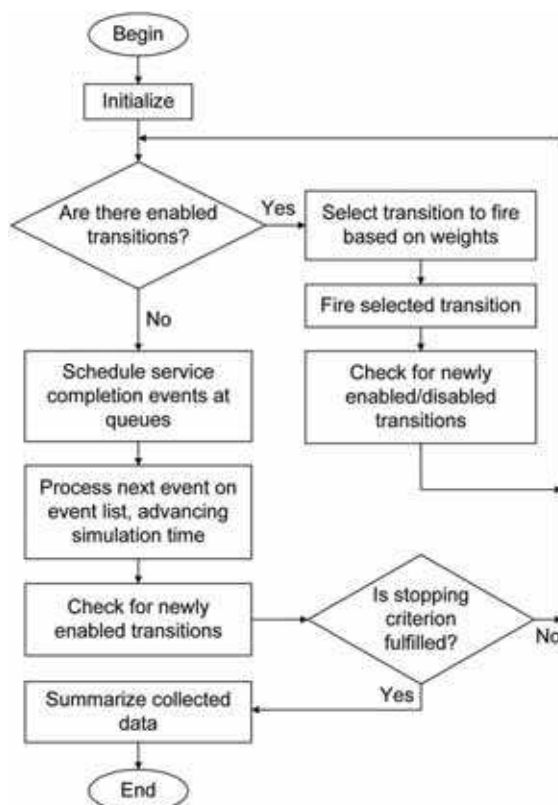 Begin
Initialize
Are there enabled
transitions?
Yes
Select transition to fire
based on weights
Fire selected transition
Check for newly
enabled/disabled
transitions
No
Schedule service
completion events at
queues
Process next event on
event list, advancing
simulation time
Check for newly
enabled transitions
Is stopping
criterion
fulfilled?
No
Yes
Summarize collected
data
End